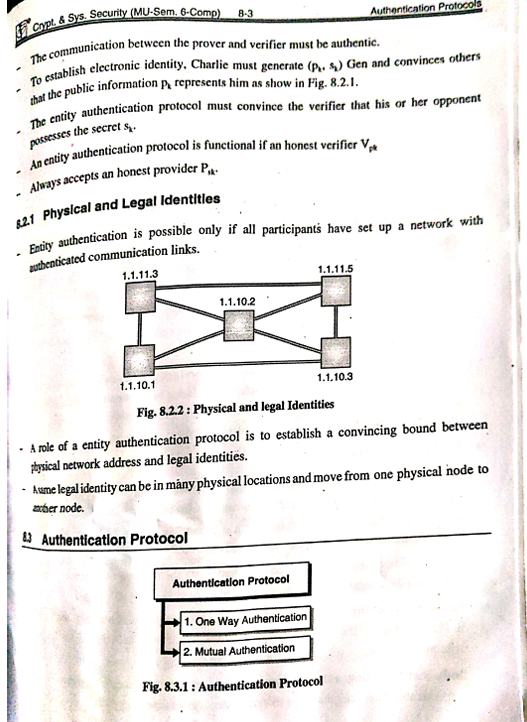 Crypt. & Sys. Security (MU-Sem. 6-Comp) 8-3 Authentication Protocols
- The communication between the prover and verifier must be authentic.
- To establish electronic identity, Charlie must generate (pk, sk) Gen and convinces others
that the public information pk represents him as show in Fig. 8.2.1.
- The entity authentication protocol must convince the verifier that his or her opponent
possesses the secret sk.
- An entity authentication protocol is functional if an honest verifier Vpk
- Always accepts an honest provider Psk.
8.2.1 Physical and Legal Identities
- Entity authentication is possible only if all participants have set up a network with
authenticated communication links.
1.1.11.3
1.1.11.5
1.1.10.2
1.1.10.1
1.1.10.3
Fig. 8.2.2 : Physical and legal Identities
- A role of a entity authentication protocol is to establish a convincing bound between
physical network address and legal identities.
- Asume legal identity can be in many physical locations and move from one physical node to
another node.
8.3 Authentication Protocol
Authentication Protocol
1. One Way Authentication
2. Mutual Authentication
Fig. 8.3.1 : Authentication Protocol